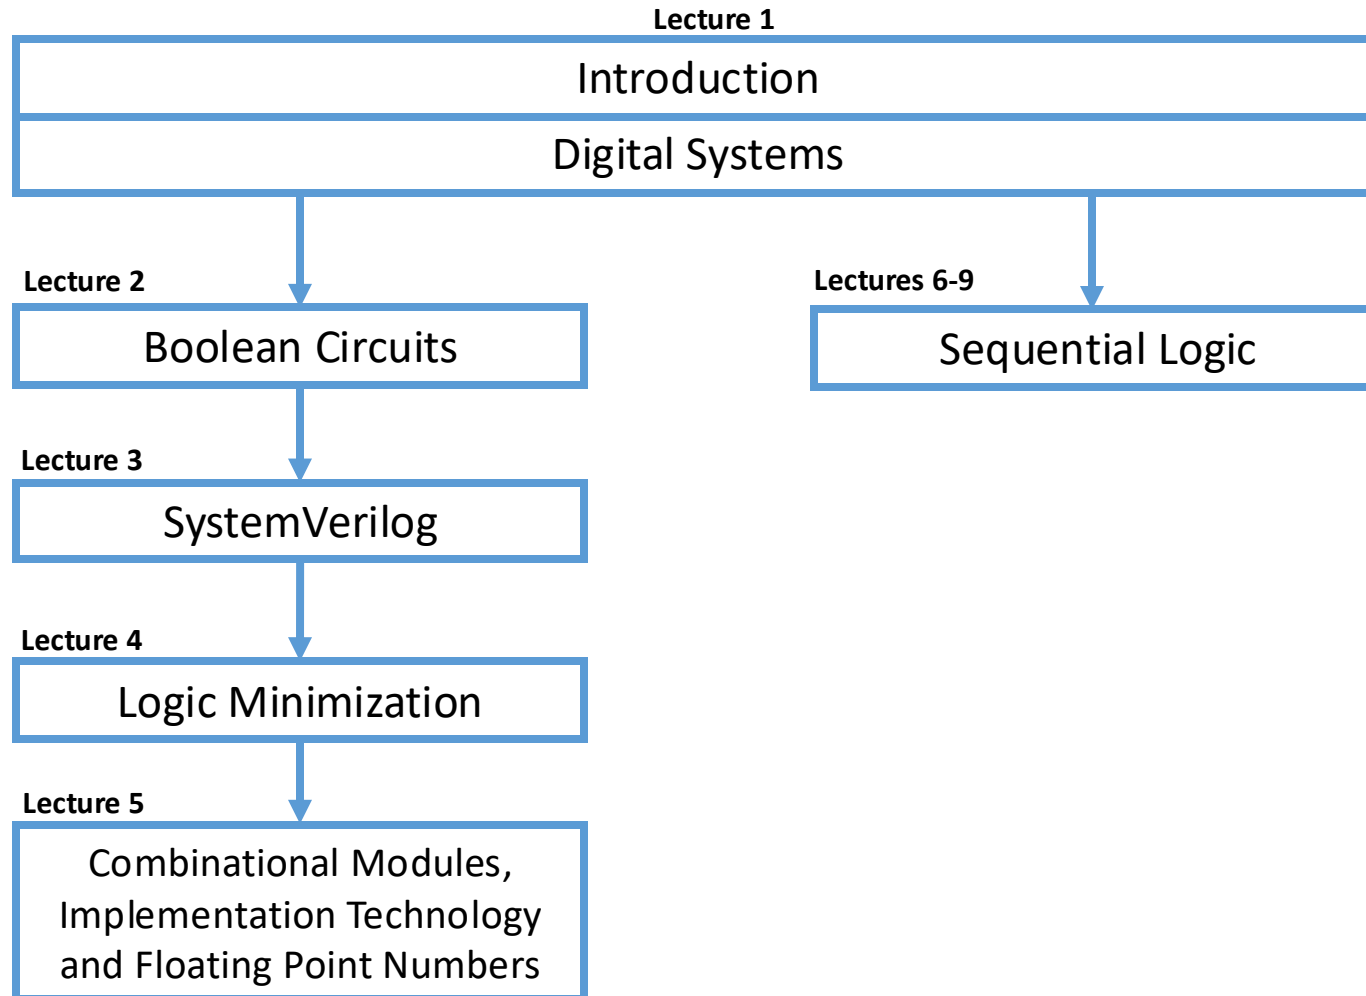 Lecture 1
Introduction
Digital Systems
Lecture 2
Boolean Circuits
Lectures 6-9
Sequential Logic
Lecture 3
SystemVerilog
Lecture 4
Logic Minimization
Lecture 5
Combinational Modules,
Implementation Technology
and Floating Point Numbers